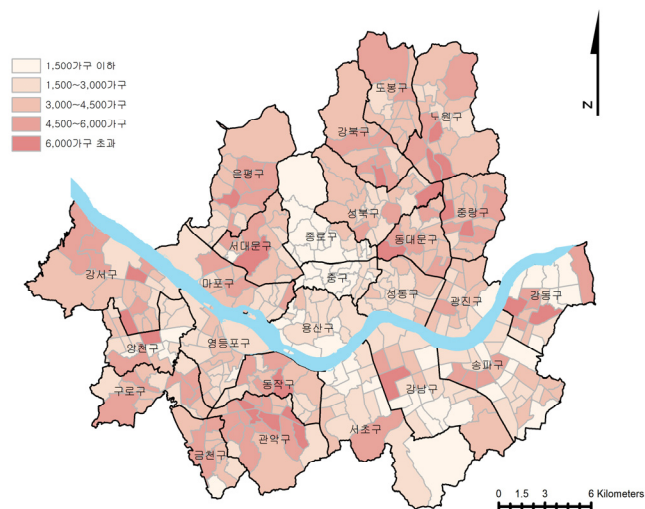 1,500가구 이하
1,500~3,000가구
3,000~4,500가구
4,500~6,000가구
6,000가구 초과
N
도봉구
노원구
강북구
은평구
성북구
중랑구
종로구
서대문구
동대문구
강서구
마포구
중구
성동구
광진구
강동구
용산구
양천구
영등포구
송파구
구로구
동작구
강남구
관악구
서초구
금천구
0 1.5 3 6 Kilometers